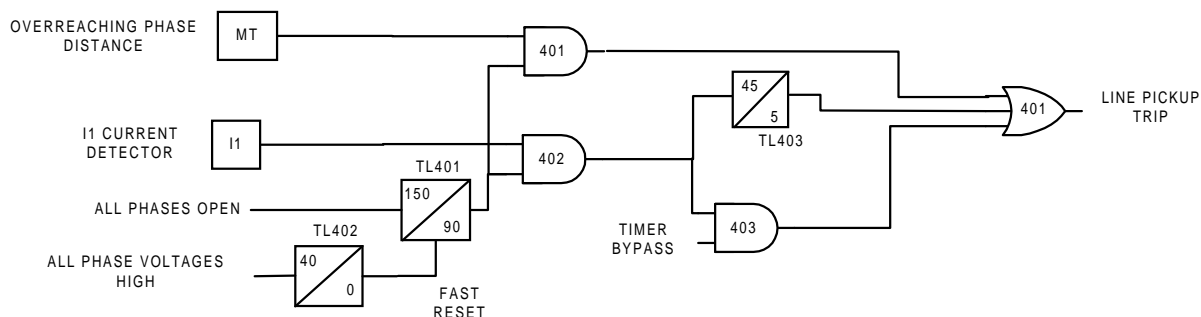 OVERREACHING PHASE
DISTANCE
MT
401
I1 CURRENT
DETECTOR
I1
402
45
5
TL403
401
LINE PICKUP
TRIP
TL401
150
90
ALL PHASES OPEN
TL402
40
0
ALL PHASE VOLTAGES
HIGH
FAST
RESET
TIMER
BYPASS
403